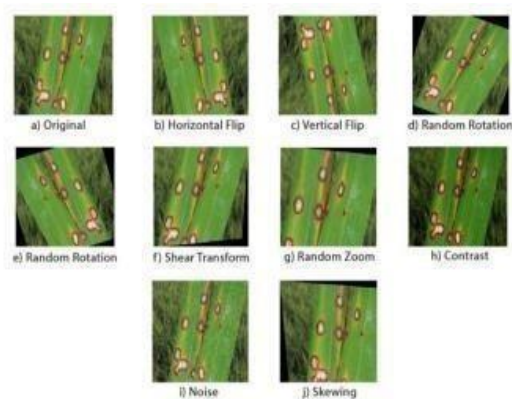 a) Original
b) Horizontal Flip
c) Vertical Flip
d) Random Rotation
e) Random Rotation
f) Shear Transform
g) Random Zoom
h) Contrast
i) Noise
j) Skewing